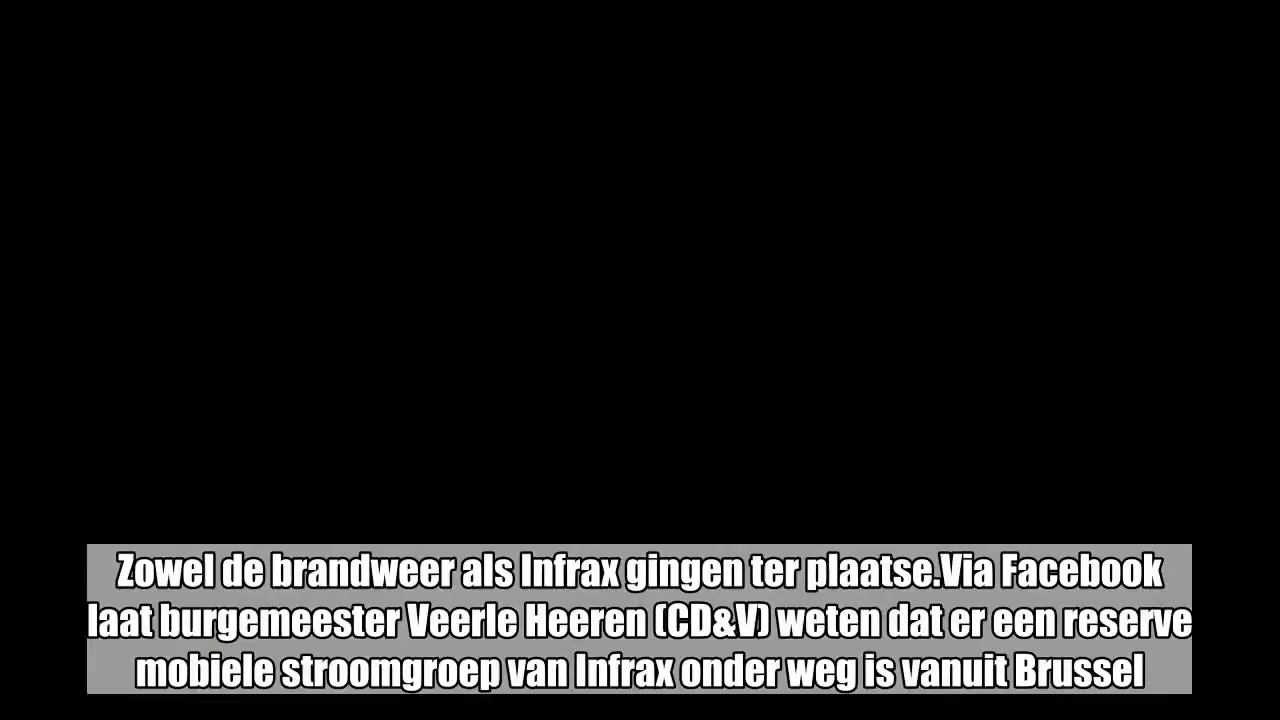 Zowel de brandweer als Infrax gingen ter plaatse.Via Facebook
laat burgemeester Veerle Heeren (CD&V) weten dat er een reserve
mobiele stroomgroep van Infrax onder weg is vanuit Brussel